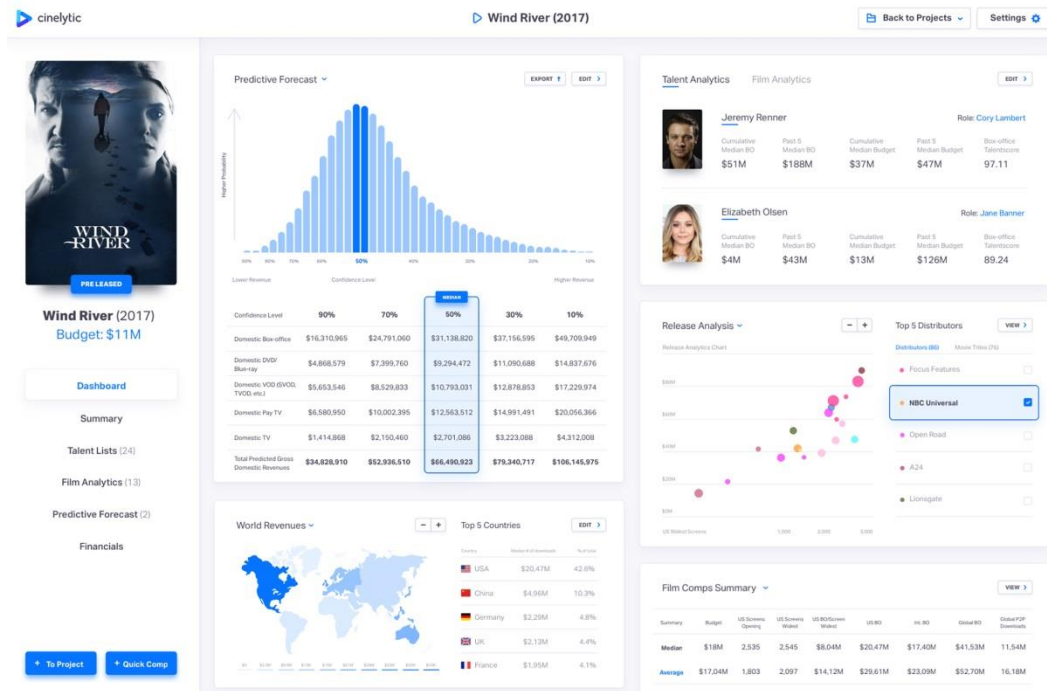 cinelytic
Wind River (2017)
Back to Projects
Settings
WIND
RIVER
PRE LEASED
Wind River (2017)
Budget: $11M
Dashboard
Summary
Talent Lists (24)
Film Analytics (13)
Predictive Forecast (2)
Financials
+ To Project
+ Quick Comp
Predictive Forecast
EXPORT
EDIT
Higher Probability
50%
Lower Revenue
Confidence Level
Higher Revenue
MEDIAN
Confidence Level 90% 70% 50% 30% 10%
Domestic Box-office $16,310,965 $24,791,060 $31,138,820 $37,156,595 $49,709,949
Domestic DVD/
Blu-ray $4,868,579 $7,399,760 $9,294,472 $11,090,688 $14,837,676
Domestic VOD (SVOD,
TVOD, etc.) $5,653,546 $8,529,833 $10,793,031 $12,878,853 $17,229,974
Domestic Pay TV $6,580,950 $10,002,395 $12,563,512 $14,991,491 $20,056,366
Domestic TV $1,414,868 $2,150,460 $2,701,086 $3,223,088 $4,312,008
Total Predicted Gross
Domestic Revenues $34,828,910 $52,936,510 $66,490,923 $79,340,717 $106,145,975
World Revenues
- +
Top 5 Countries
EDIT
Country
% of total
USA $20,47M 42.6%
China $4,96M 10.3%
Germany $2,29M 4.8%
UK $2,13M 4.4%
France $1,95M 4.1%
Talent Analytics
Film Analytics
EDIT
Jeremy Renner
Role: Cory Lambert
Cumulative
Median BO
Past 5
Median BO
Cumulative
Median Budget
Past 5
Median Budget
Box-office
Talentscore
$51M $188M $37M $47M 97.11
Elizabeth Olsen
Role: Jane Banner
Cumulative
Median BO
Past 5
Median BO
Cumulative
Median Budget
Past 5
Median Budget
Box-office
Talentscore
$4M $43M $13M $126M 89.24
Release Analysis
- +
Release Analytics Chart
US Widest Screens
1,000
Top 5 Distributors
VIEW
Distributors (86)
Movie Titles (76)
Focus Features
NBC Universal
Open Road
A24
Lionsgate
Film Comps Summary
VIEW
Summary
Budget
US Screens
Opening
US Screens
Widest
US BO/Screen
Widest
US BO
Int. BO
Global BO
Global P2P
Downloads
Median $18M 2,535 2,545 $8,04M $20,47M $17,40M $41,53M 11,54M
Average $17,04M 1,803 2,097 $14,12M $29,61M $23,09M $52,70M 16,18M